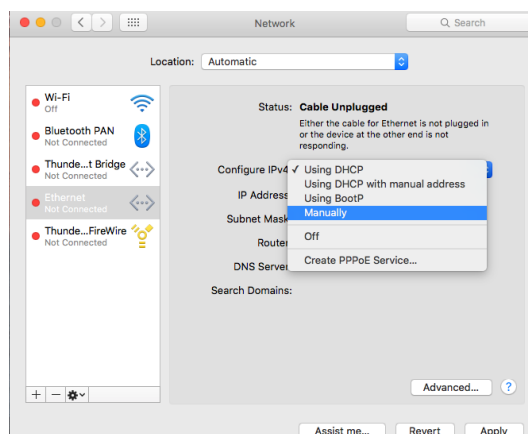 Network
Search
Location: Automatic
Wi-Fi
Off
Bluetooth PAN
Not Connected
Thunde...t Bridge
Not Connected
Ethernet
Not Connected
Thunde...FireWire
Not Connected
Status: Cable Unplugged
Either the cable for Ethernet is not plugged in
or the device at the other end is not
responding.
Configure IPv4 ✓ Using DHCP
Using DHCP with manual address
Using BootP
Manually
Off
Create PPPoE Service...
IP Address
Subnet Mask
Router
DNS Server
Search Domains:
Advanced...
?
Assist me...
Revert
Apply